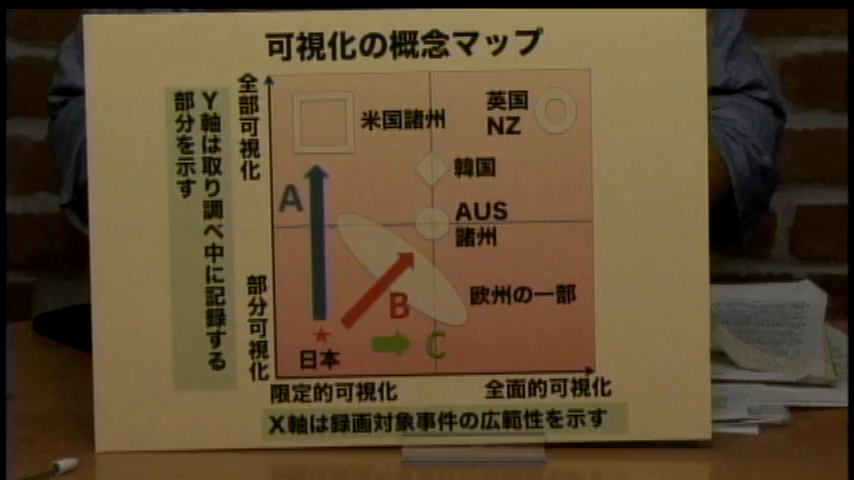 可視化の概念マップ
全部可視化
Y軸は取り調べ中に記録する
部分を示す
米国諸州
英国
NZ
韓国
A
AUS
諸州
部分可視化
B
欧州の一部
C
日本
限定的可視化
全面的可視化
X軸は録画対象事件の広範性を示す